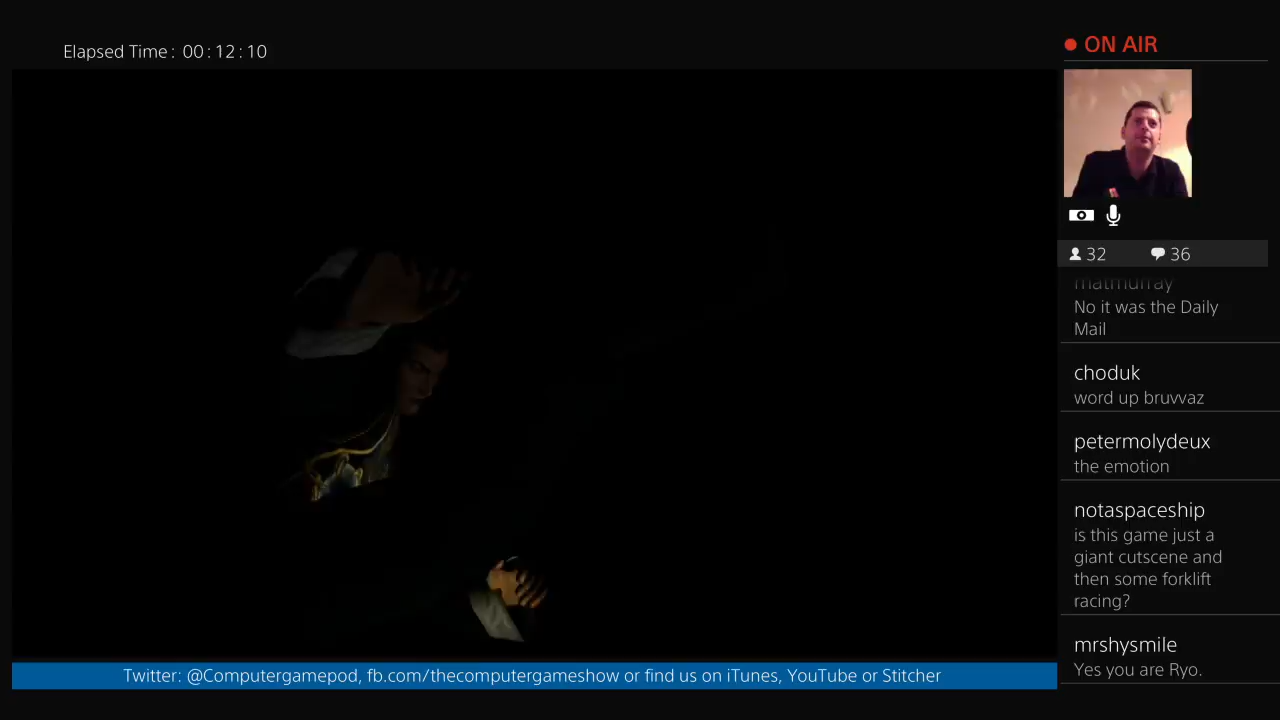 Elapsed Time: 00:12:10
ON AIR
32 36
matmurray
No it was the Daily
Mail
choduk
word up bruvvaz
petermolydeux
the emotion
notaspaceship
is this game just a
giant cutscene and
then some forklift
racing?
mrshysmile
Yes you are Ryo.
Twitter: @Computergamepod, fb.com/thecomputergameshow or find us on iTunes, YouTube or Stitcher